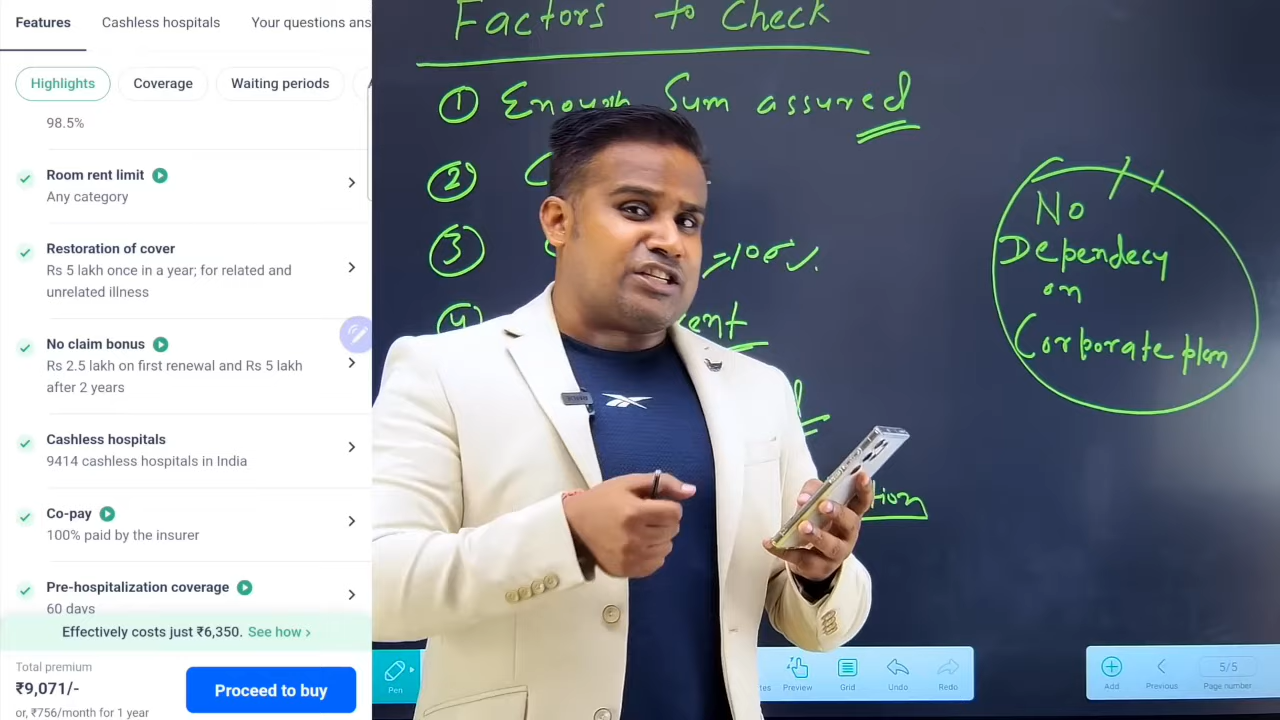 Features
Cashless hospitals
Your questions ans
Highlights
Coverage
Waiting periods
98.5%
Room rent limit
Any category
Restoration of cover
Rs 5 lakh once in a year; for related and
unrelated illness
No claim bonus
Rs 2.5 lakh on first renewal and Rs 5 lakh
after 2 years
Cashless hospitals
9414 cashless hospitals in India
Co-pay
100% paid by the insurer
Pre-hospitalization coverage
60 days
Effectively costs just ₹6,350. See how ›
Total premium
₹9,071/-
or, ₹756/month for 1 year
Proceed to buy
Factors to Check
① Enough Sum assured
②
③
④ ent
tion
No
Dependecy
on
Corporate plan
Pen
tes
Preview
Grid
Undo
Redo
Add
Previous
5/5
Page number